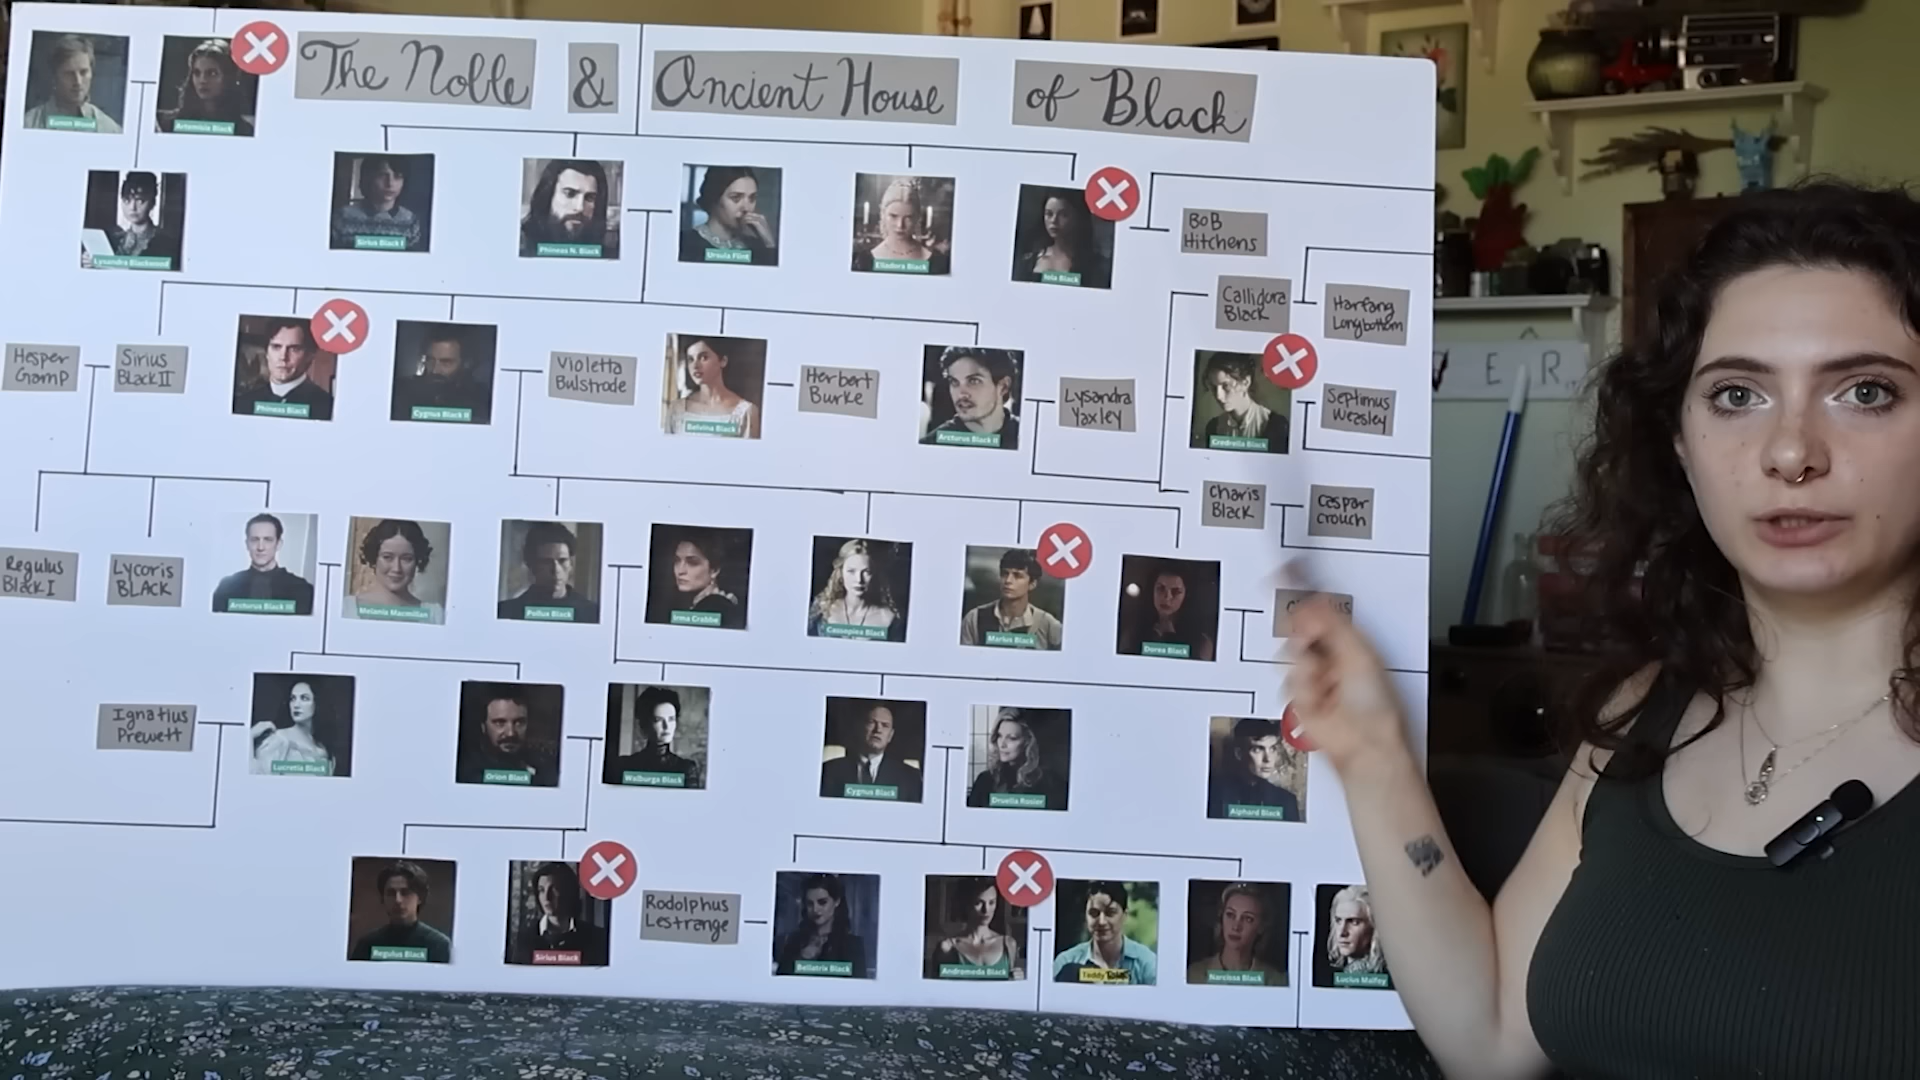 The Noble & Ancient House of Black
Artemisia Black
Lysandra Blackwood
Sirius Black I
Phineas N. Black
Ursula Flint
Elladora Black
Isla Black
BOB
Hitchens
Callidora
Black
Harfang
Longbottom
Hesper
Gamp
Sirius
Black II
Phineas Black
Cygnus Black II
Violetta
Bulstrode
Belvina Black
Herbert
Burke
Arcturus Black II
Lysandra
Yaxley
Cedrella Black
Septimus
Weasley
V E R
Charis
Black
Caspar
Crouch
Regulus
Black I
Lycoris
BLACK
Arcturus Black III
Melania Macmillan
Pollux Black
Irma Crabbe
Cassiopeia Black
Marius Black
Dorea Black
Ignatius
Prewett
Lucretia Black
Orion Black
Walburga Black
Cygnus Black
Druella Rosier
Alphard Black
Regulus Black
Sirius Black
Rodolphus
Lestrange
Bellatrix Black
Andromeda Black
Teddy
Narcissa Black
Lucius Malfoy